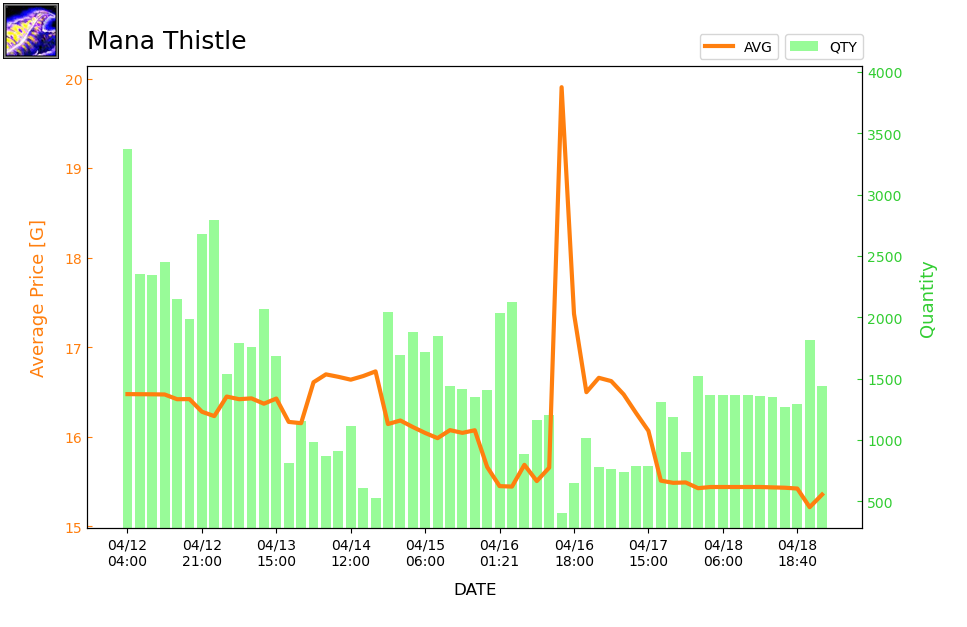 Mana Thistle
AVG
QTY
20
19
18
17
16
15
Average Price [G]
4000
3500
3000
2500
2000
1500
1000
500
Quantity
04/12 04/12 04/13 04/14 04/15 04/16 04/16 04/17 04/18 04/18
04:00 21:00 15:00 12:00 06:00 01:21 18:00 15:00 06:00 18:40
DATE